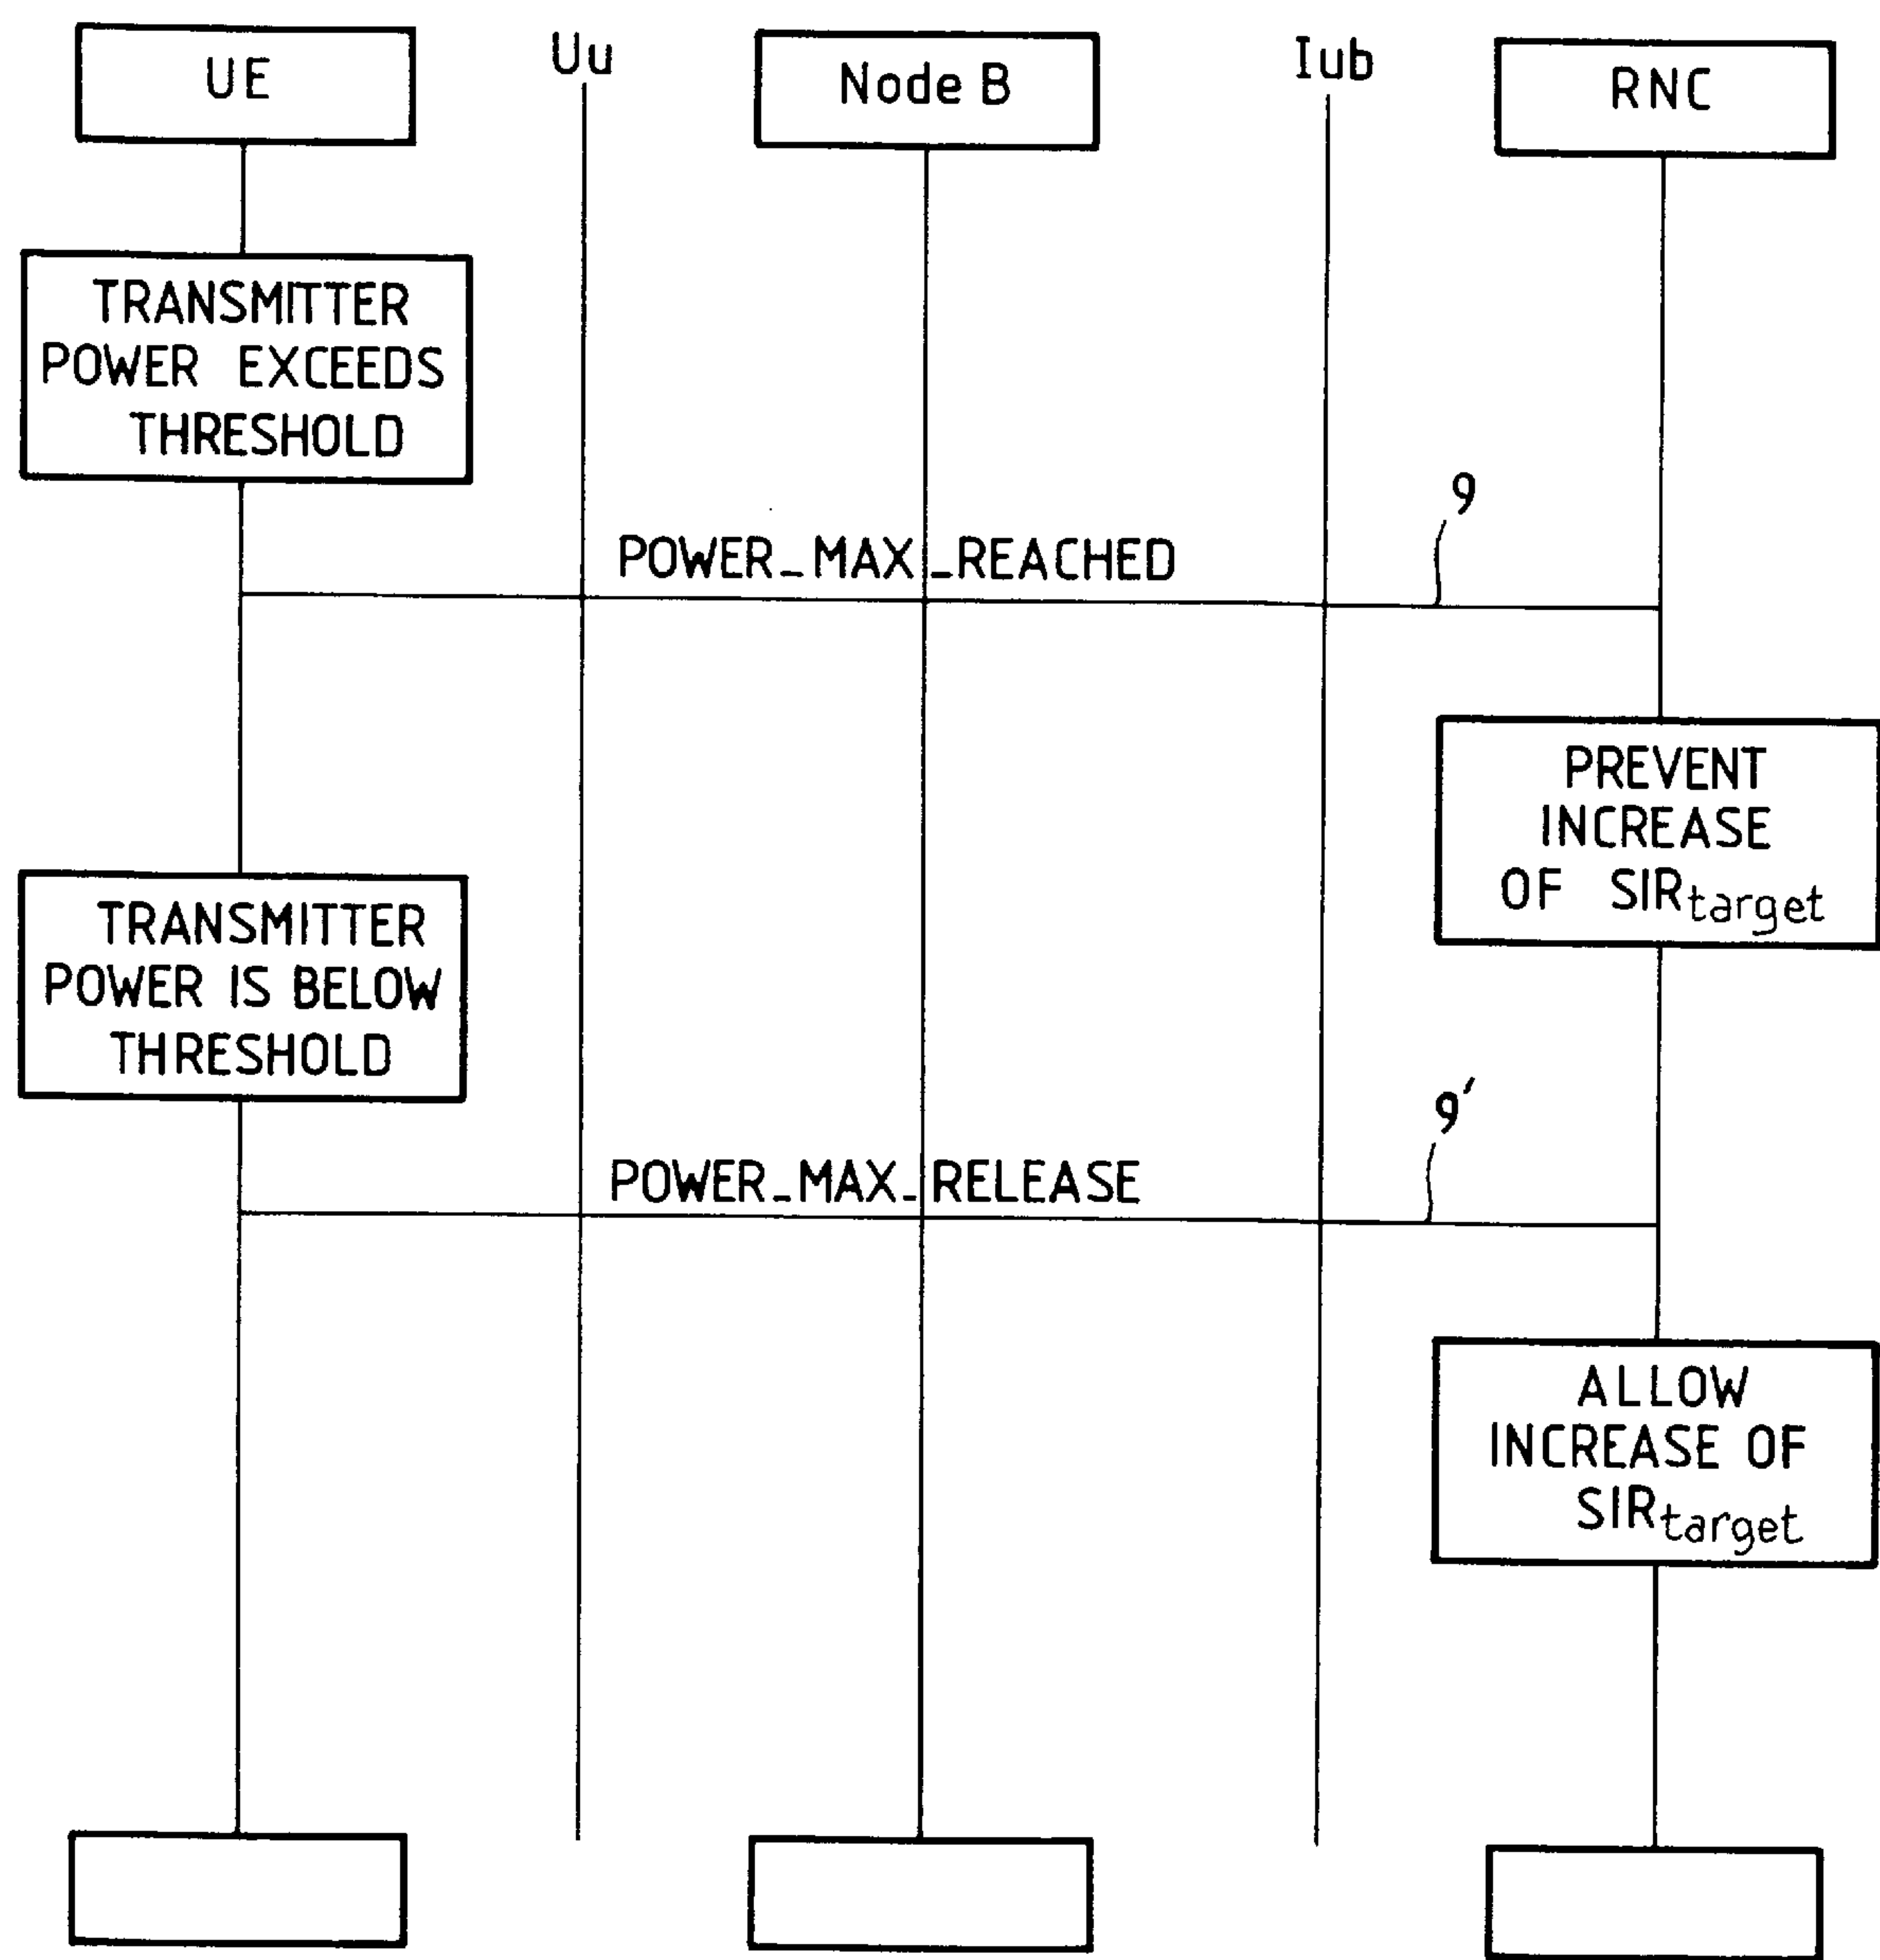 UE
Uu
Node B
Iub
RNC
TRANSMITTER
POWER EXCEEDS
THRESHOLD
9
POWER_MAX_REACHED
PREVENT
INCREASE
OF SIRtarget
TRANSMITTER
POWER IS BELOW
THRESHOLD
9'
POWER_MAX_RELEASE
ALLOW
INCREASE OF
SIRtarget